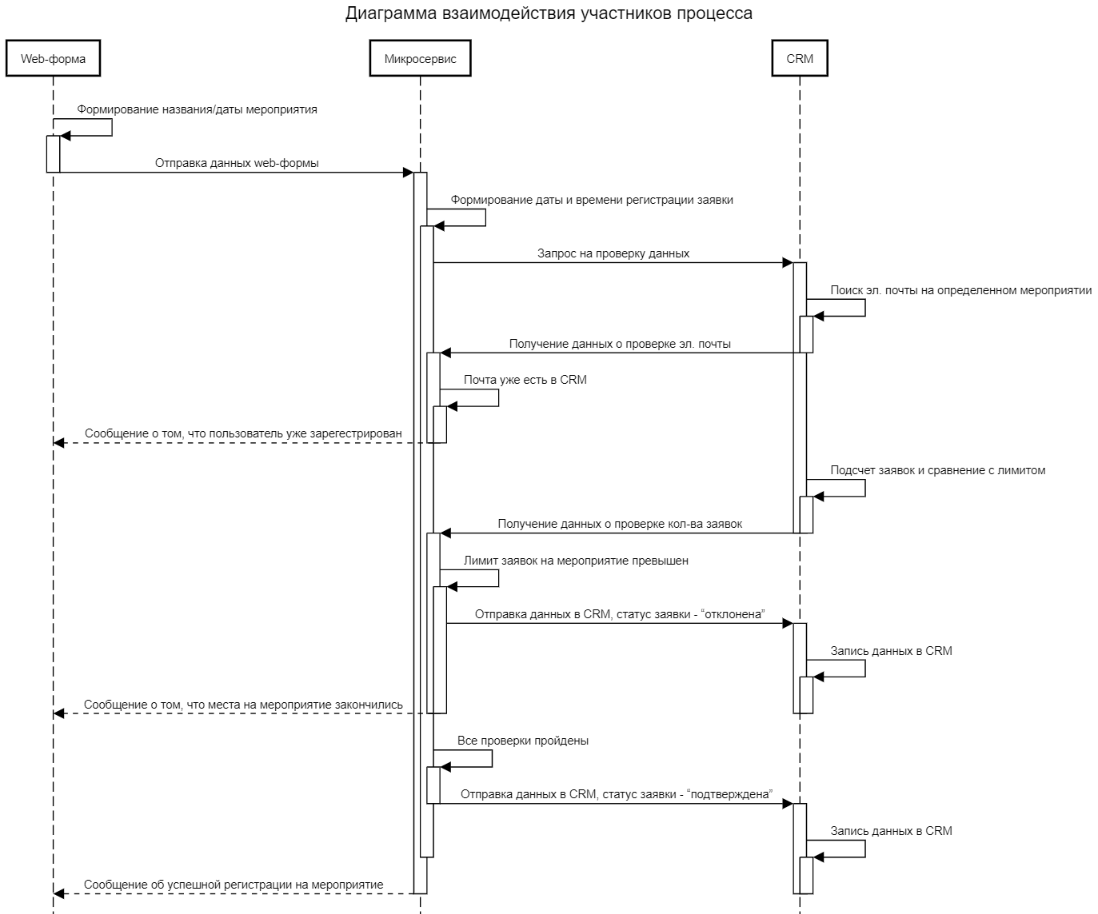 Диаграмма взаимодействия участников процесса
Web-форма
Микросервис
CRM
Формирование названия/даты мероприятия
Отправка данных web-формы
Формирование даты и времени регистрации заявки
Запрос на проверку данных
Поиск эл. почты на определенном мероприятии
Получение данных о проверке эл. почты
Почта уже есть в CRM
Сообщение о том, что пользователь уже зарегестрирован
Подсчет заявок и сравнение с лимитом
Получение данных о проверке кол-ва заявок
Лимит заявок на мероприятие превышен
Отправка данных в CRM, статус заявки - “отклонена”
Запись данных в CRM
Сообщение о том, что места на мероприятие закончились
Все проверки пройдены
Отправка данных в CRM, статус заявки - “подтверждена”
Запись данных в CRM
Сообщение об успешной регистрации на мероприятие